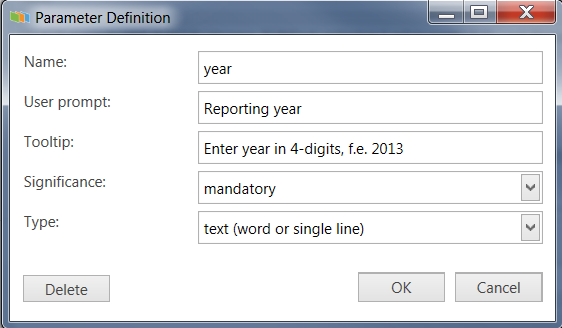 Parameter Definition
Name: year
User prompt: Reporting year
Tooltip: Enter year in 4-digits, f.e. 2013
Significance: mandatory
Type: text (word or single line)
Delete OK Cancel